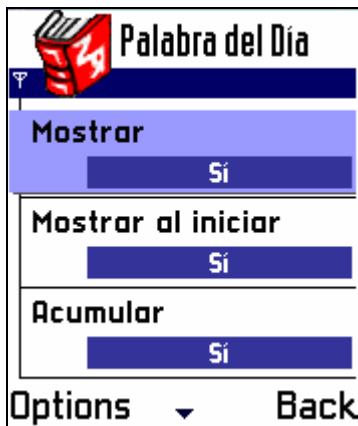 Palabra del Día
Mostrar
Sí
Mostrar al iniciar
Sí
Acumular
Sí
Options Back